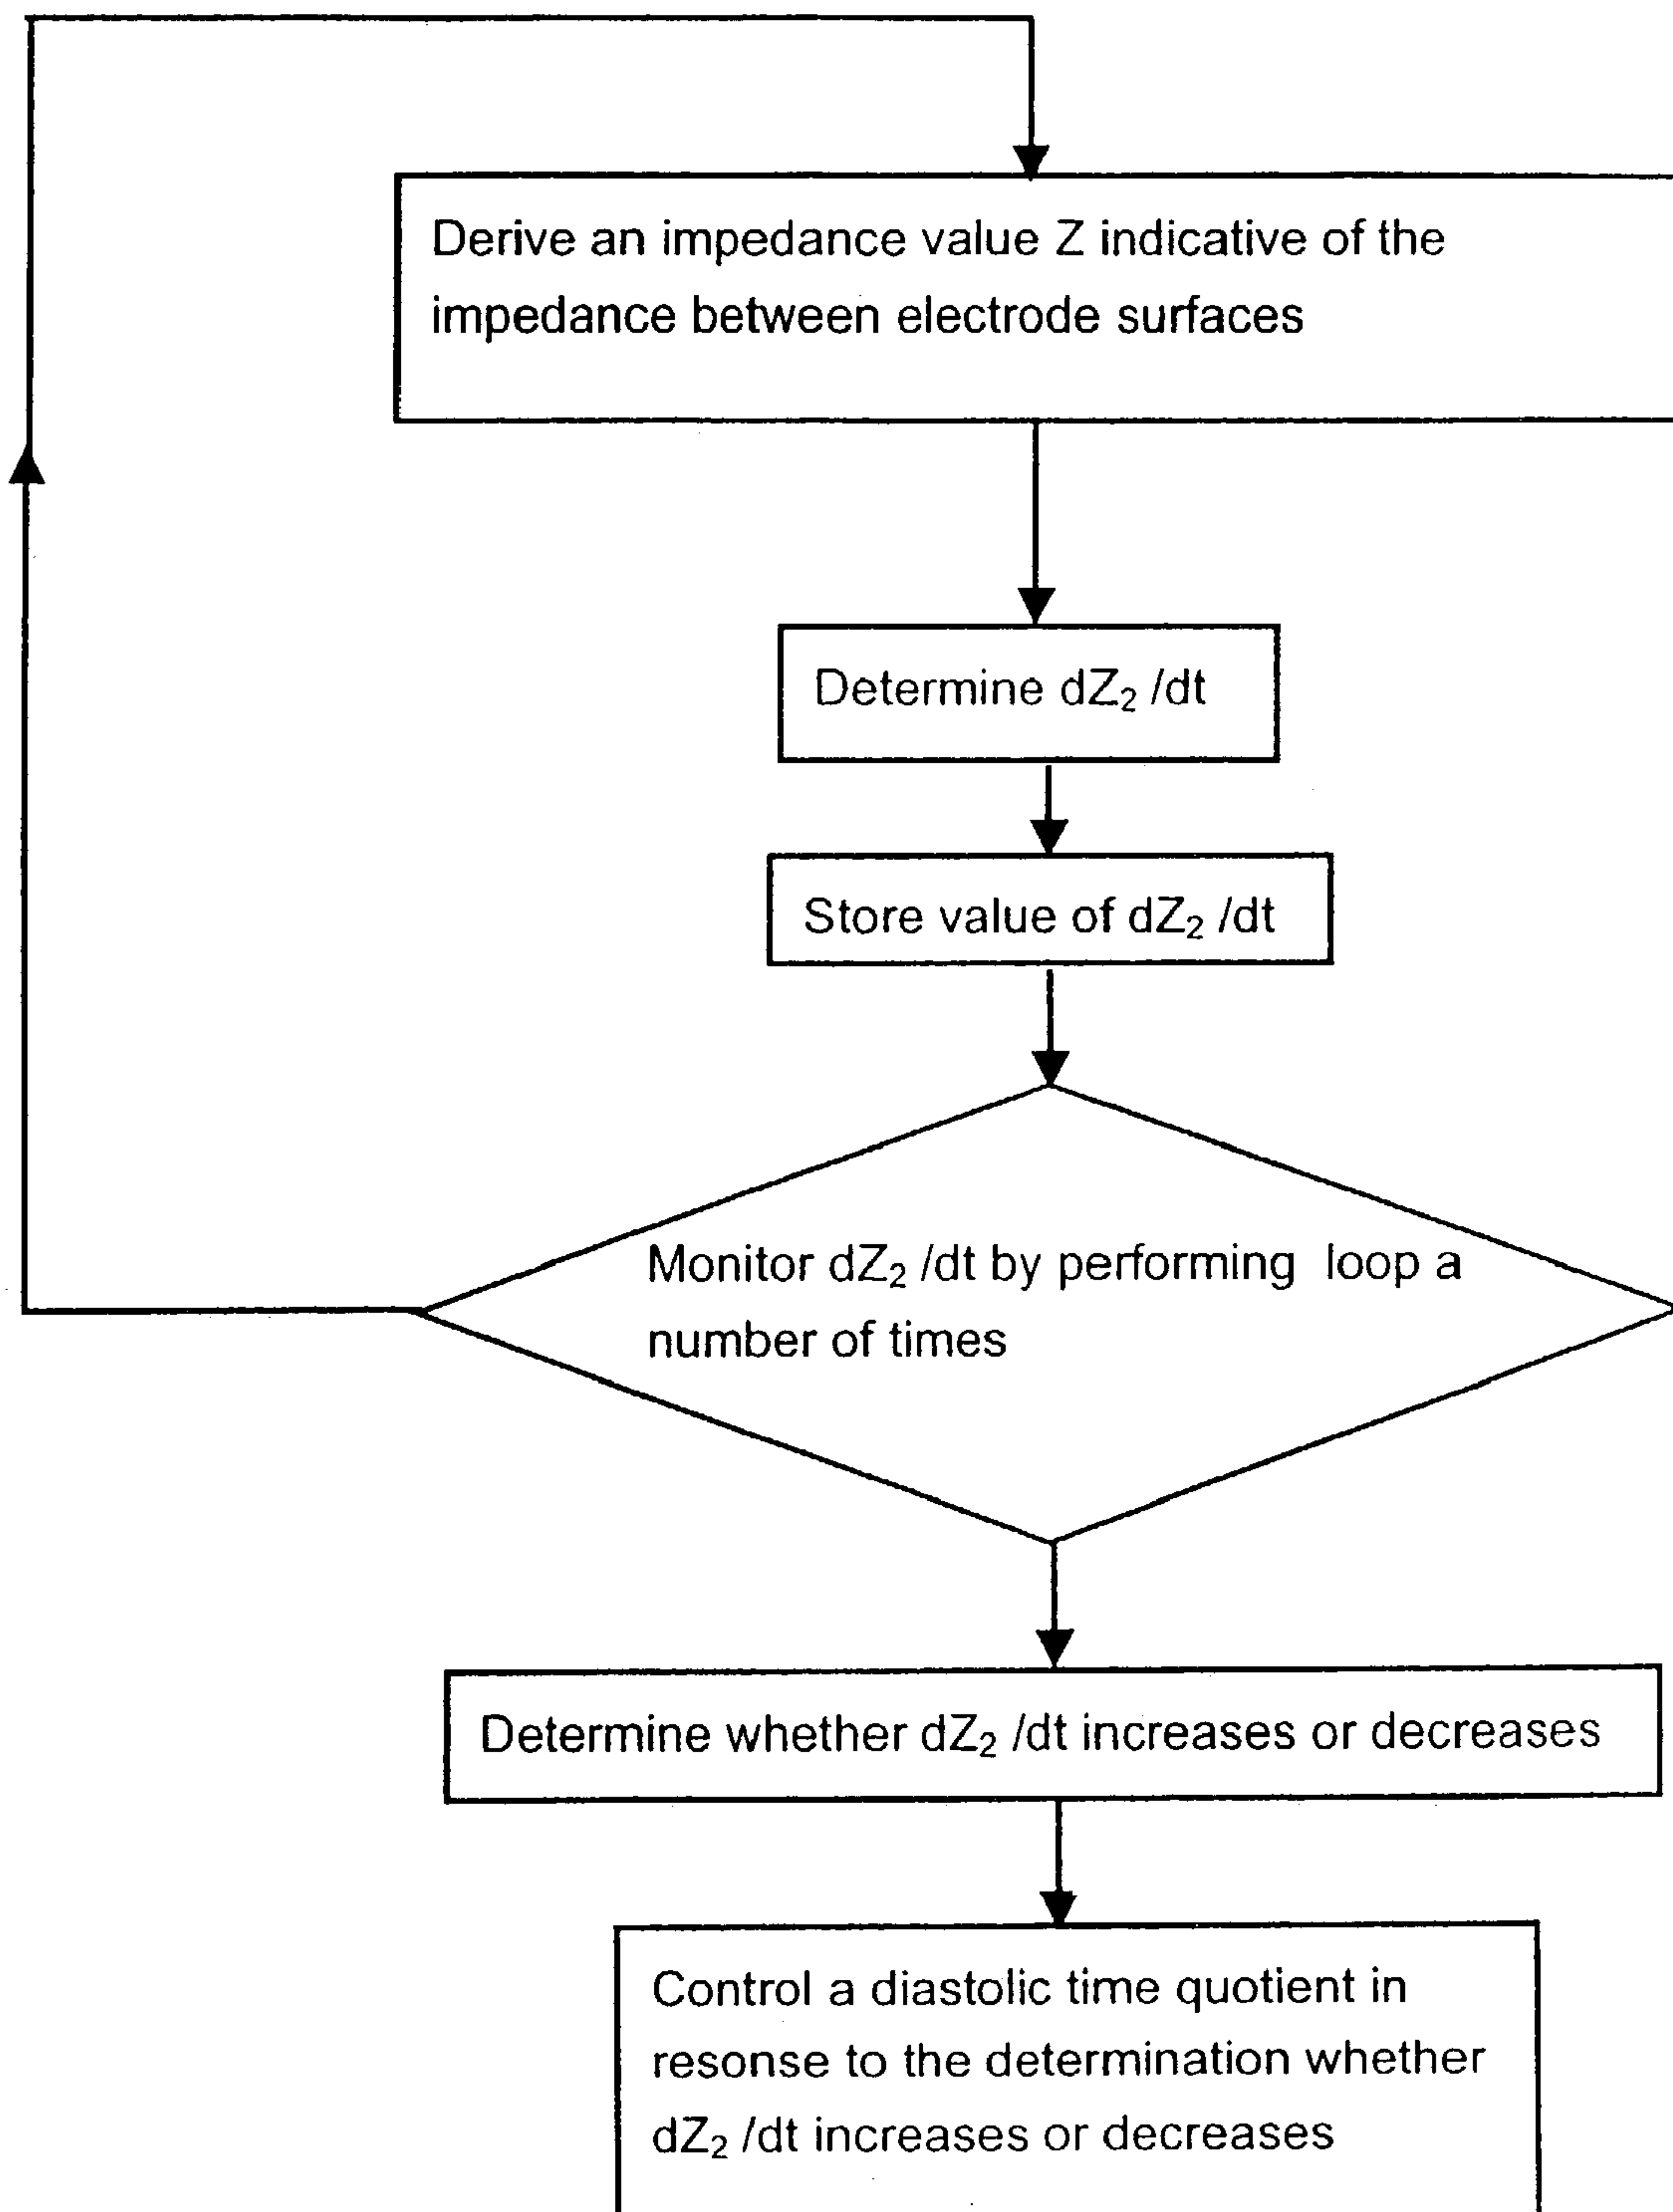 Derive an impedance value Z indicative of the
impedance between electrode surfaces
Determine dZ₂ /dt
Store value of dZ₂ /dt
Monitor dZ₂ /dt by performing loop a
number of times
Determine whether dZ₂ /dt increases or decreases
Control a diastolic time quotient in
resonse to the determination whether
dZ₂ /dt increases or decreases